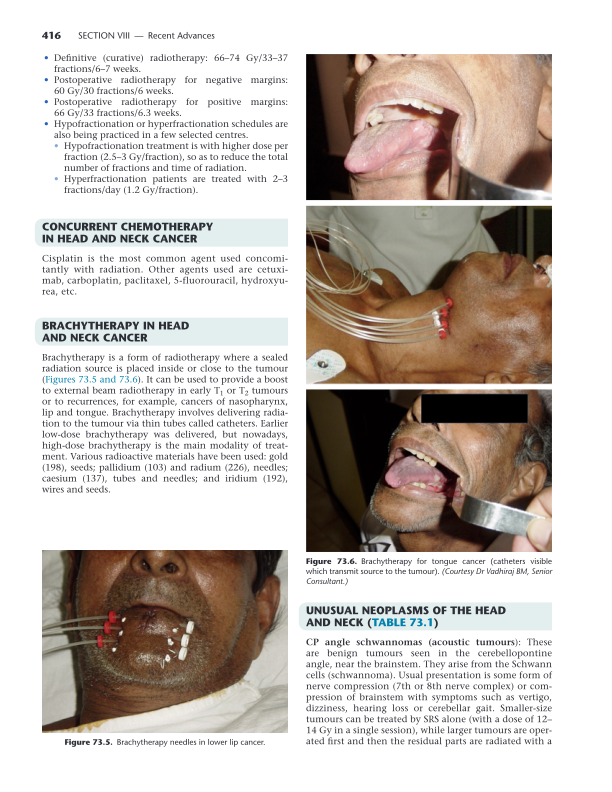 416 SECTION VIII — Recent Advances
• Definitive (curative) radiotherapy: 66–74 Gy/33–37
fractions/6–7 weeks.
• Postoperative radiotherapy for negative margins:
60 Gy/30 fractions/6 weeks.
• Postoperative radiotherapy for positive margins:
66 Gy/33 fractions/6.3 weeks.
• Hypofractionation or hyperfractionation schedules are
also being practiced in a few selected centres.
• Hypofractionation treatment is with higher dose per
fraction (2.5–3 Gy/fraction), so as to reduce the total
number of fractions and time of radiation.
• Hyperfractionation patients are treated with 2–3
fractions/day (1.2 Gy/fraction).
CONCURRENT CHEMOTHERAPY
IN HEAD AND NECK CANCER
Cisplatin is the most common agent used concomi-
tantly with radiation. Other agents used are cetuxi-
mab, carboplatin, paclitaxel, 5-fluorouracil, hydroxyu-
rea, etc.
BRACHYTHERAPY IN HEAD
AND NECK CANCER
Brachytherapy is a form of radiotherapy where a sealed
radiation source is placed inside or close to the tumour
(Figures 73.5 and 73.6). It can be used to provide a boost
to external beam radiotherapy in early T1 or T2 tumours
or to recurrences, for example, cancers of nasopharynx,
lip and tongue. Brachytherapy involves delivering radia-
tion to the tumour via thin tubes called catheters. Earlier
low-dose brachytherapy was delivered, but nowadays,
high-dose brachytherapy is the main modality of treat-
ment. Various radioactive materials have been used: gold
(198), seeds; pallidium (103) and radium (226), needles;
caesium (137), tubes and needles; and iridium (192),
wires and seeds.
Figure 73.5. Brachytherapy needles in lower lip cancer.
Figure 73.6. Brachytherapy for tongue cancer (catheters visible
which transmit source to the tumour). (Courtesy Dr Vadhiraj BM, Senior
Consultant.)
UNUSUAL NEOPLASMS OF THE HEAD
AND NECK (TABLE 73.1)
CP angle schwannomas (acoustic tumours): These
are benign tumours seen in the cerebellopontine
angle, near the brainstem. They arise from the Schwann
cells (schwannoma). Usual presentation is some form of
nerve compression (7th or 8th nerve complex) or com-
pression of brainstem with symptoms such as vertigo,
dizziness, hearing loss or cerebellar gait. Smaller-size
tumours can be treated by SRS alone (with a dose of 12–
14 Gy in a single session), while larger tumours are oper-
ated first and then the residual parts are radiated with a